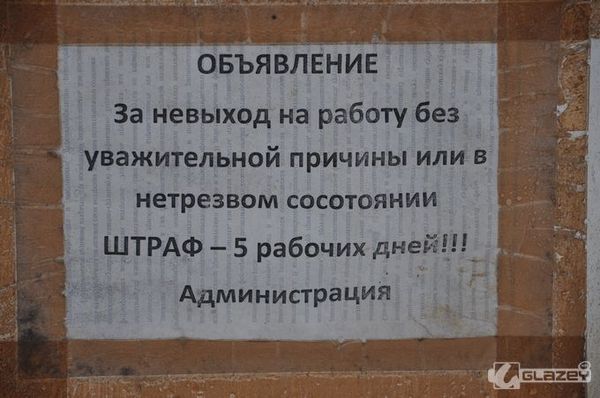 ОБЪЯВЛЕНИЕ
За невыход на работу без
уважительной причины или в
нетрезвом сосотоянии
ШТРАФ – 5 рабочих дней!!!
Администрация
GLAZEY